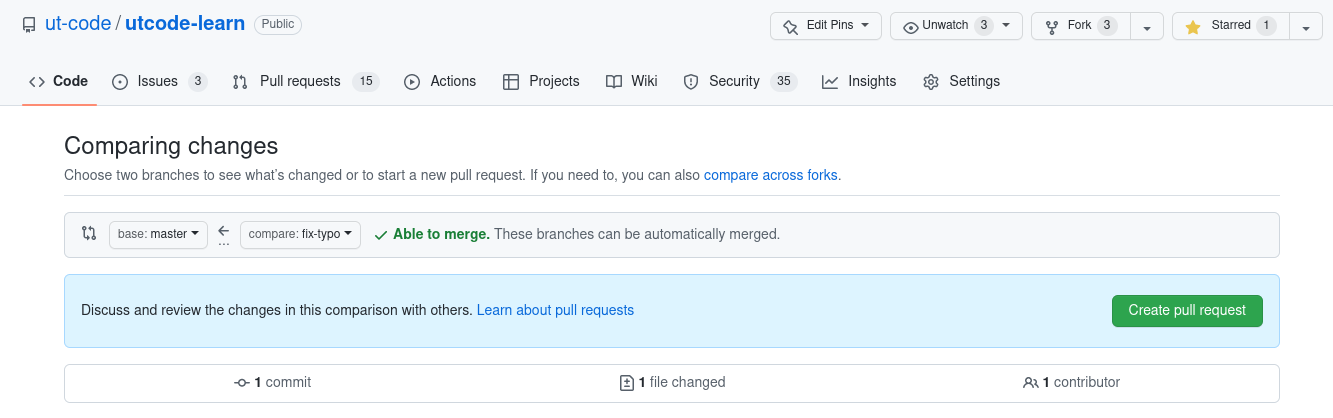 ut-code / utcode-learn Public Edit Pins Unwatch 3 Fork 3 Starred 1
Code Issues 3 Pull requests 15 Actions Projects Wiki Security 35 Insights Settings
Comparing changes
Choose two branches to see what's changed or to start a new pull request. If you need to, you can also compare across forks.
base: master ... compare: fix-typo Able to merge. These branches can be automatically merged.
Discuss and review the changes in this comparison with others. Learn about pull requests Create pull request
1 commit 1 file changed 1 contributor